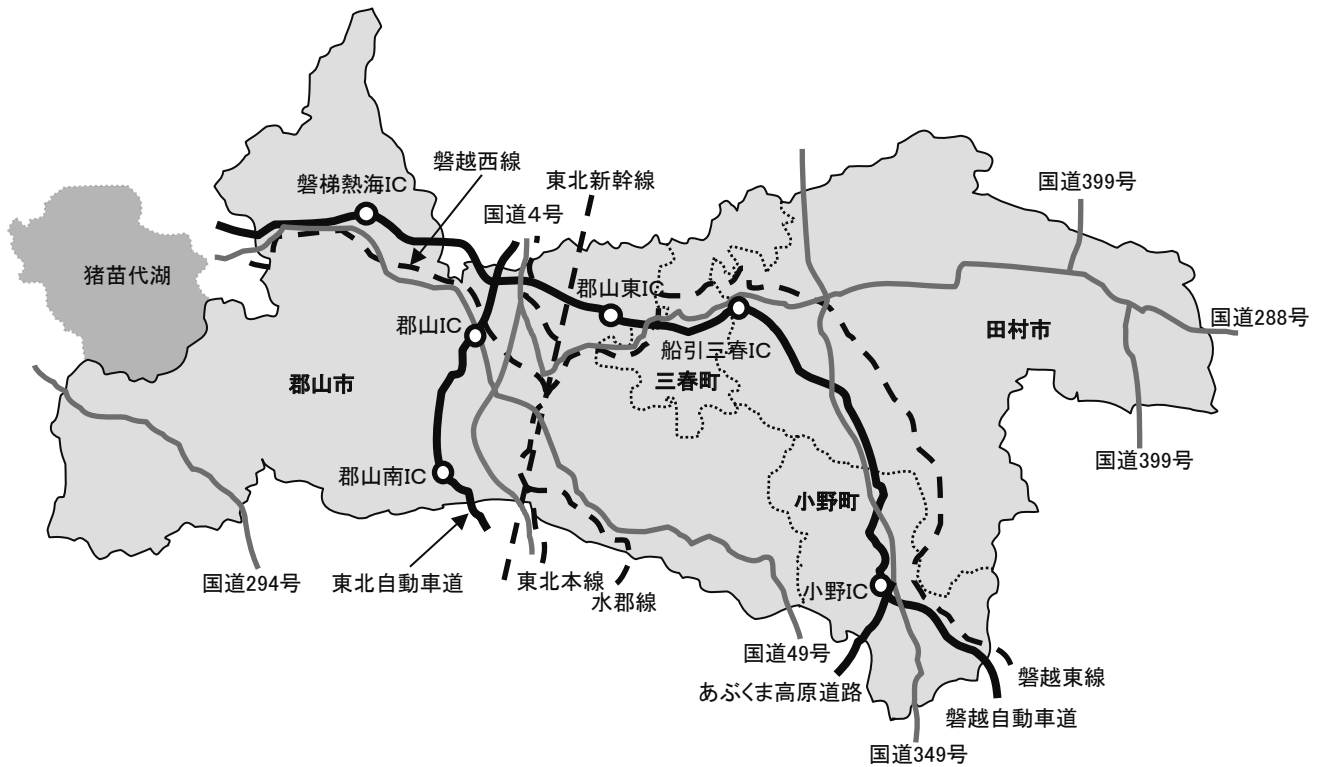 磐越西線
東北新幹線
磐梯熱海IC
国道4号
国道399号
猪苗代湖
郡山東IC
郡山IC
船引三春IC
国道288号
田村市
郡山市
三春町
国道399号
郡山南IC
小野町
国道294号
東北自動車道
東北本線
水郡線
小野IC
国道49号
あぶくま高原道路
磐越東線
磐越自動車道
国道349号